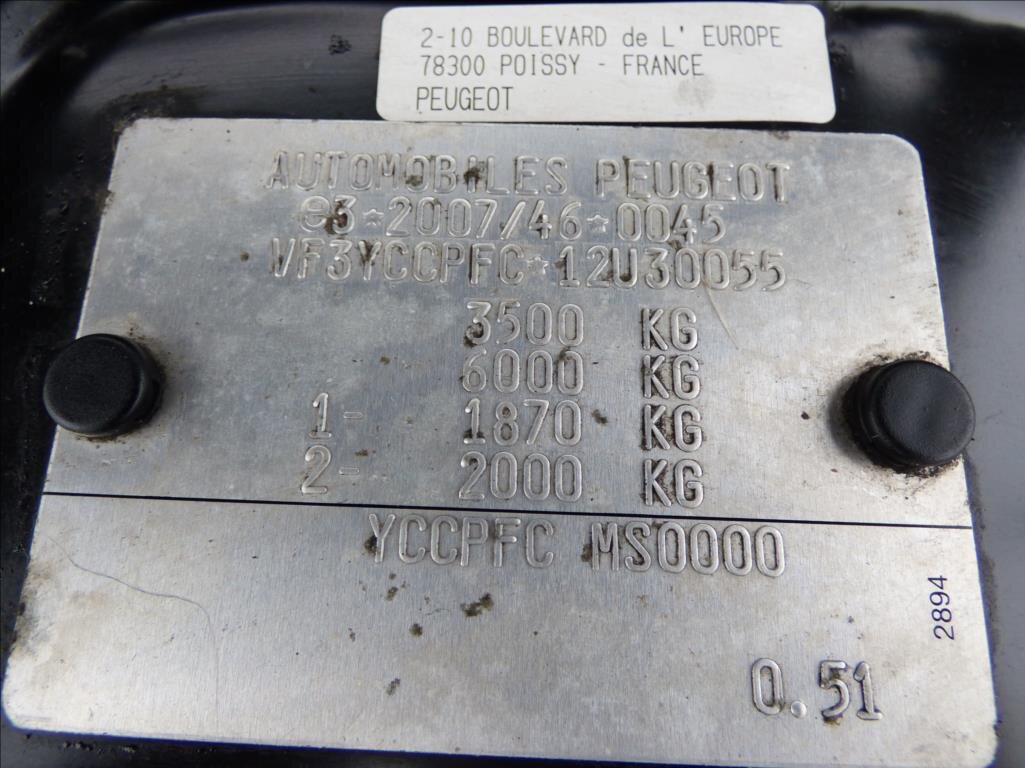 2-10 BOULEVARD de L' EUROPE
78300 POISSY - FRANCE
PEUGEOT
AUTOMOBILES PEUGEOT
e3*2007/46*0045
VF3YCCPFC*12U30055
3500 KG
6000 KG
1- 1870 KG
2- 2000 KG
YCCPFC MS0000
2894
0.51